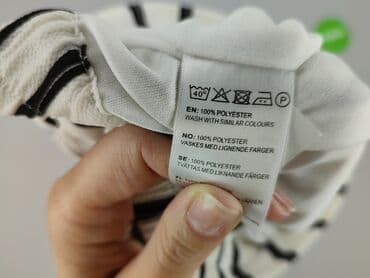 40°
P
EN: 100% POLYESTER
WASH WITH SIMILAR COLOURS
NO: 100% POLYESTER
VASKES MED LIGNENDE FARGER
SE: 100% POLYESTER
TVÄTTAS MED LIKNANDE FÄRGER